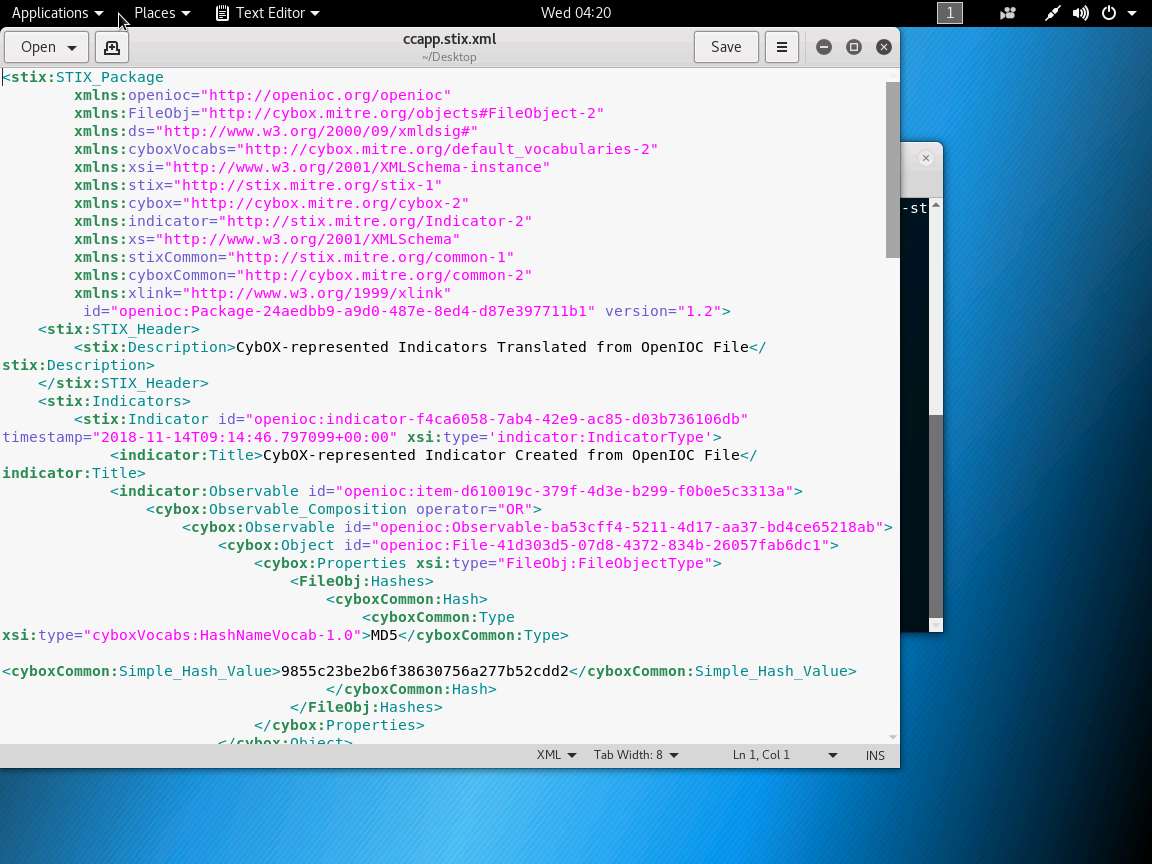 Applications Places Text Editor Wed 04:20 1
Open ccapp.stix.xml Save
~/Desktop
<stix:STIX_Package
xmlns:openioc="http://openioc.org/openioc"
xmlns:FileObj="http://cybox.mitre.org/objects#FileObject-2"
xmlns:ds="http://www.w3.org/2000/09/xmldsig#"
xmlns:cyboxVocabs="http://cybox.mitre.org/default_vocabularies-2"
xmlns:xsi="http://www.w3.org/2001/XMLSchema-instance"
xmlns:stix="http://stix.mitre.org/stix-1"
xmlns:cybox="http://cybox.mitre.org/cybox-2"
-st
xmlns:indicator="http://stix.mitre.org/Indicator-2"
xmlns:xs="http://www.w3.org/2001/XMLSchema"
xmlns:stixCommon="http://stix.mitre.org/common-1"
xmlns:cyboxCommon="http://cybox.mitre.org/common-2"
xmlns:xlink="http://www.w3.org/1999/xlink"
id="openioc:Package-24aedbb9-a9d0-487e-8ed4-d87e397711b1" version="1.2">
<stix:STIX_Header>
<stix:Description>CybOX-represented Indicators Translated from OpenIOC File</
stix:Description>
</stix:STIX_Header>
<stix:Indicators>
<stix:Indicator id="openioc:indicator-f4ca6058-7ab4-42e9-ac85-d03b736106db"
timestamp="2018-11-14T09:14:46.797099+00:00" xsi:type='indicator:IndicatorType'>
<indicator:Title>CybOX-represented Indicator Created from OpenIOC File</
indicator:Title>
<indicator:Observable id="openioc:item-d610019c-379f-4d3e-b299-f0b0e5c3313a">
<cybox:Observable_Composition operator="OR">
<cybox:Observable id="openioc:Observable-ba53cff4-5211-4d17-aa37-bd4ce65218ab">
<cybox:Object id="openioc:File-41d303d5-07d8-4372-834b-26057fab6dc1">
<cybox:Properties xsi:type="FileObj:FileObjectType">
<FileObj:Hashes>
<cyboxCommon:Hash>
<cyboxCommon:Type
xsi:type="cyboxVocabs:HashNameVocab-1.0">MD5</cyboxCommon:Type>
<cyboxCommon:Simple_Hash_Value>9855c23be2b6f38630756a277b52cdd2</cyboxCommon:Simple_Hash_Value>
</cyboxCommon:Hash>
</FileObj:Hashes>
</cybox:Properties>
</cybox:Object>
XML Tab Width: 8 Ln 1, Col 1 INS